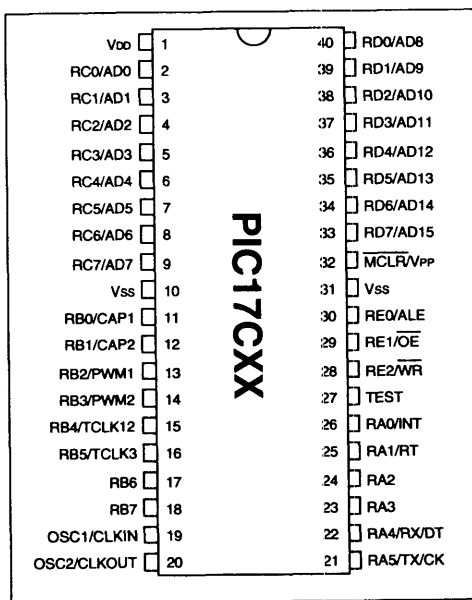 VDD 1 40 RD0/AD8
RC0/AD0 2 39 RD1/AD9
RC1/AD1 3 38 RD2/AD10
RC2/AD2 4 37 RD3/AD11
RC3/AD3 5 36 RD4/AD12
RC4/AD4 6 35 RD5/AD13
RC5/AD5 7 34 RD6/AD14
RC6/AD6 8 33 RD7/AD15
RC7/AD7 9 32 MCLR/VPP
VSS 10 31 VSS
RB0/CAP1 11 30 RE0/ALE
RB1/CAP2 12 29 RE1/OE
RB2/PWM1 13 28 RE2/WR
RB3/PWM2 14 27 TEST
RB4/TCLK12 15 26 RA0/INT
RB5/TCLK3 16 25 RA1/RT
RB6 17 24 RA2
RB7 18 23 RA3
OSC1/CLKIN 19 22 RA4/RX/DT
OSC2/CLKOUT 20 21 RA5/TX/CK
PIC17CXX